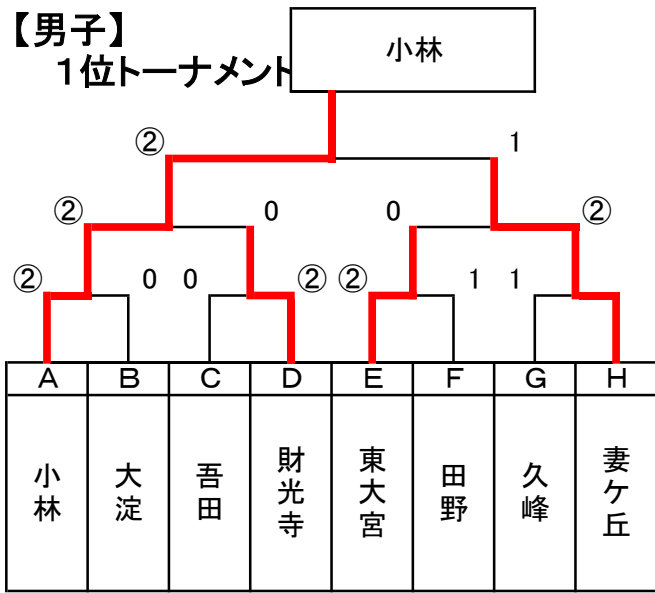 【男子】
1位トーナメント
小林
② 1
② 0 0 ②
② 0 0 ② ② 1 1
A B C D E F G H
小林 大淀 吾田 財光寺 東大宮 田野 久峰 妻ケ丘